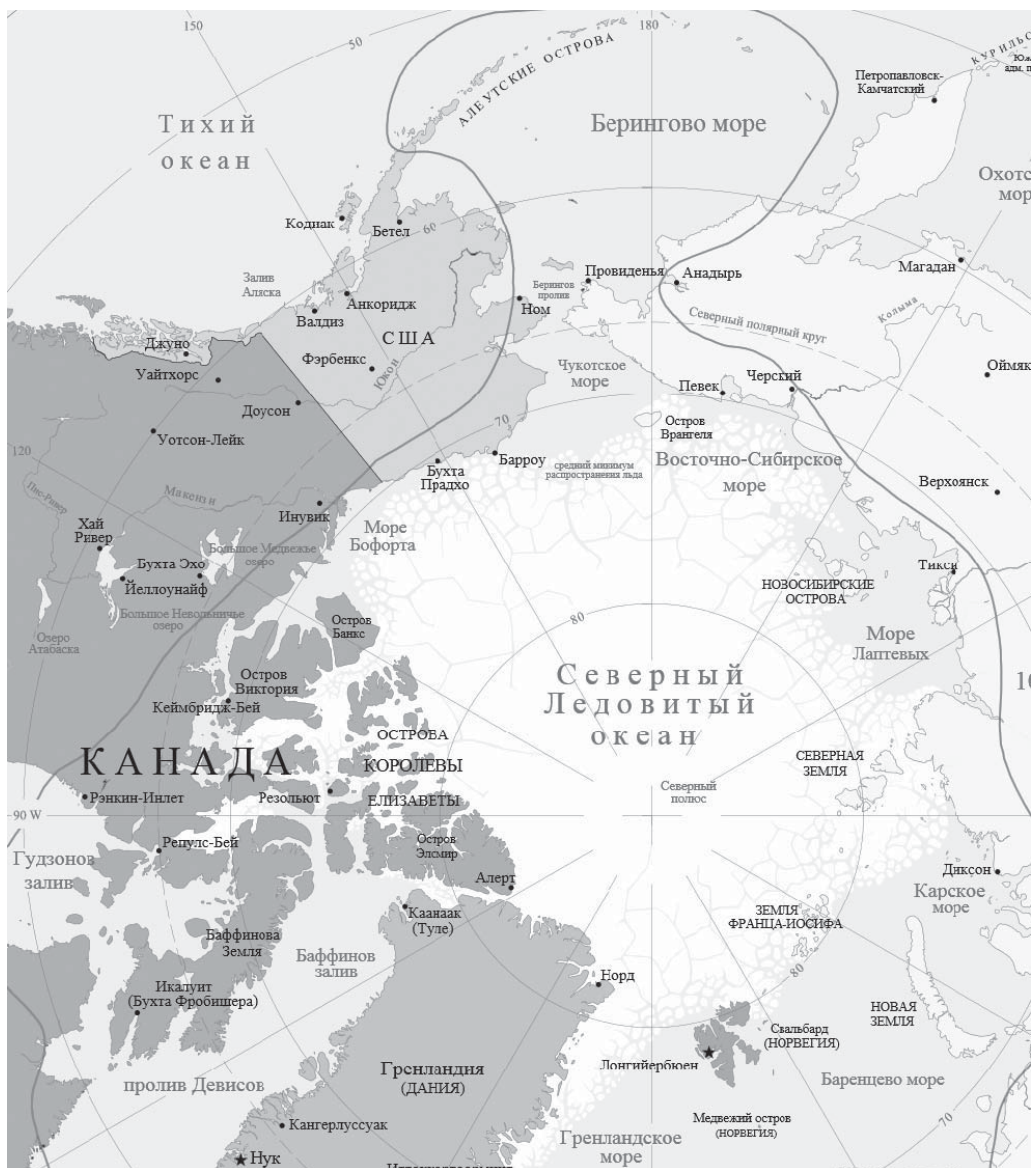 150
50
180
АЛЕУТСКИЕ ОСТРОВА
КУРИЛЬС
Петропавловск-
Камчатский
Тихий
океан
Берингово море
Охотс
мор
Кодиак
Бетел
60
Залив
Аляска
Анкоридж
Валдиз
США
Фэрбенкс
Юкон
Берингов
пролив
Провиденья
Анадырь
Ном
Магадан
Колыма
Северный полярный круг
Джуно
Уайтхорс
Доусон
Уотсон-Лейк
Чукотское
море
Певек
Черский
Оймяк
70
Остров
Врангеля
120
Пис-Ривер
Макензи
Бухта
Прадхо
Барроу
средний минимум
распространения льда
Восточно-Сибирское
море
Верхоянск
Инувик
Море
Бофорта
Хай
Ривер
Большое Медвежье
озеро
Бухта Эхо
Йеллоунайф
Большое Невольничье
озеро
Озеро
Атабаска
Тикси
НОВОСИБИРСКИЕ
ОСТРОВА
80
Остров
Банкс
Море
Лаптевых
Остров
Виктория
Кеймбридж-Бей
Северный
Ледовитый
океан
10
ОСТРОВА
КОРОЛЕВЫ
ЕЛИЗАВЕТЫ
КАНАДА
СЕВЕРНАЯ
ЗЕМЛЯ
Рэнкин-Инлет
Резольют
Северный
полюс
90 W
Репулс-Бей
Остров
Элсмир
Гудзонов
залив
Алерт
Диксон
Карское
море
Каанаак
(Туле)
ЗЕМЛЯ
ФРАНЦА-ИОСИФА
Баффинова
Земля
Баффинов
залив
80
Норд
Икалуит
(Бухта Фробишера)
НОВАЯ
ЗЕМЛЯ
Свальбард
(НОРВЕГИЯ)
Лонгийербюен
Гренландия
(ДАНИЯ)
пролив Девисов
Баренцево море
Медвежий остров
(НОРВЕГИЯ)
70
Кангерлуссуак
Гренландское
море
Нук